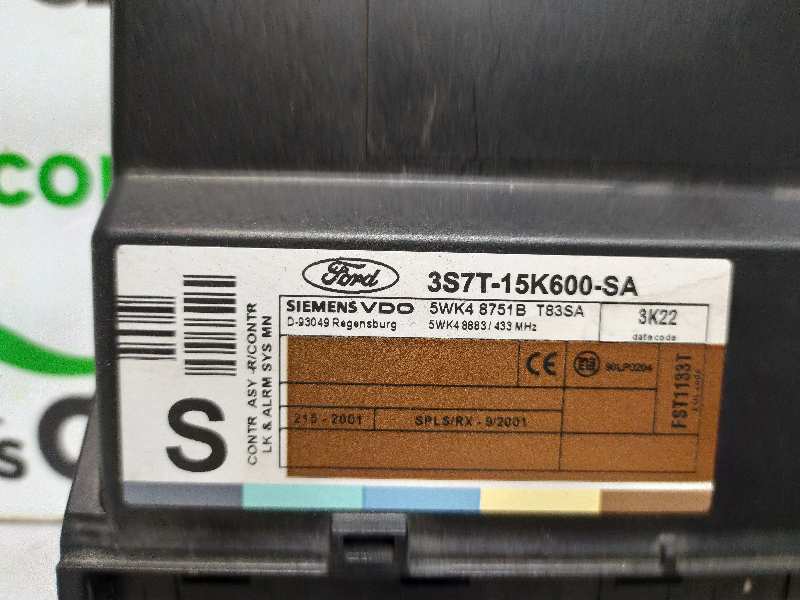 CONTR ASY -R/CONTR
LK & ALRM SYS MN
S
Ford
3S7T-15K600-SA
SIEMENS VDO
D-93049 Regensburg
5WK4 8751B T83SA
5WK4 8883/ 433 MHz
3K22
datecode
CE
215 - 2001
SPLS/RX - 9/2001
FST1133T
co